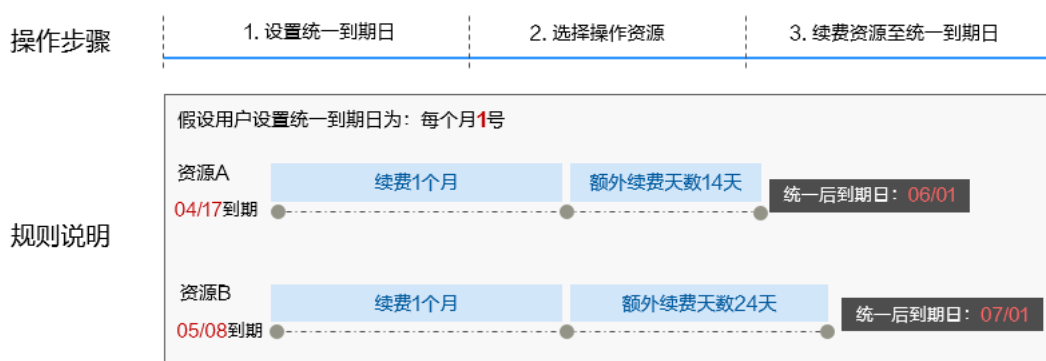 操作步骤
1. 设置统一到期日
2. 选择操作资源
3. 续费资源至统一到期日
规则说明
假设用户设置统一到期日为：每个月1号
资源A
04/17到期
续费1个月
额外续费天数14天
统一后到期日：06/01
资源B
05/08到期
续费1个月
额外续费天数24天
统一后到期日：07/01